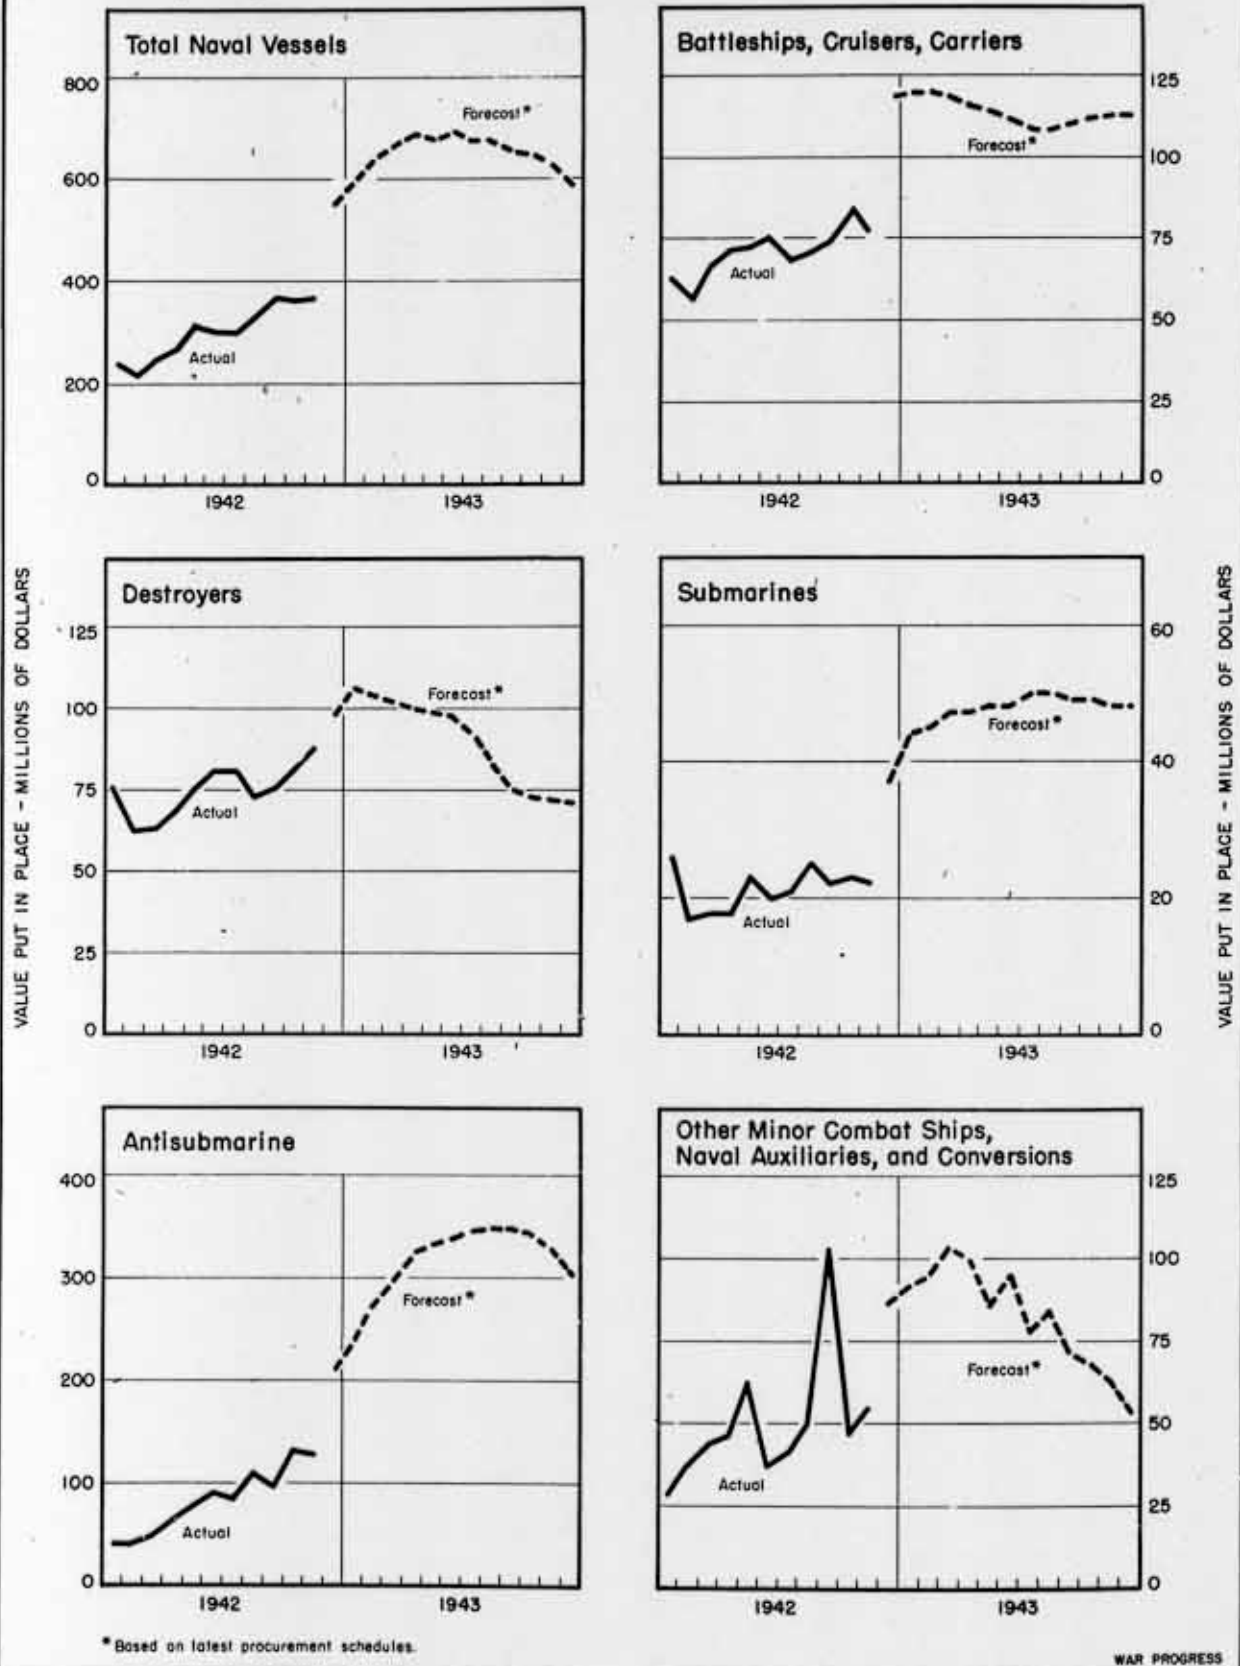 Total Naval Vessels
800
600
400
200
0
Forecast*
Actual
1942
1943
Battleships, Cruisers, Carriers
125
100
75
50
25
0
Forecast*
Actual
1942
1943
VALUE PUT IN PLACE - MILLIONS OF DOLLARS
Destroyers
125
100
75
50
25
0
Forecast*
Actual
1942
1943
Submarines
60
40
20
0
Forecast*
Actual
1942
1943
VALUE PUT IN PLACE - MILLIONS OF DOLLARS
Antisubmarine
400
300
200
100
0
Forecast*
Actual
1942
1943
Other Minor Combat Ships,
Naval Auxiliaries, and Conversions
125
100
75
50
25
0
Forecast*
Actual
1942
1943
*Based on latest procurement schedules.
WAR PROGRESS